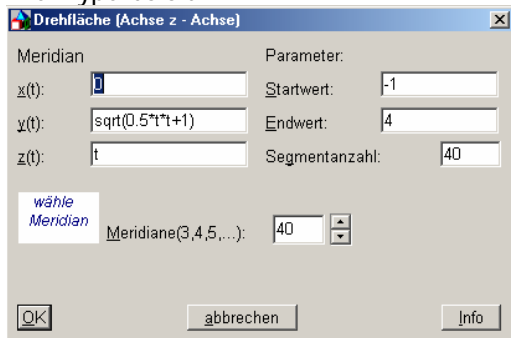 Drehfläche (Achse z - Achse)
Meridian
Parameter:
x(t): 0
Startwert: -1
y(t): sqrt(0.5*t*t+1)
Endwert: 4
z(t): t
Segmentanzahl: 40
wähle
Meridian
Meridiane(3,4,5,...): 40
OK
abbrechen
Info